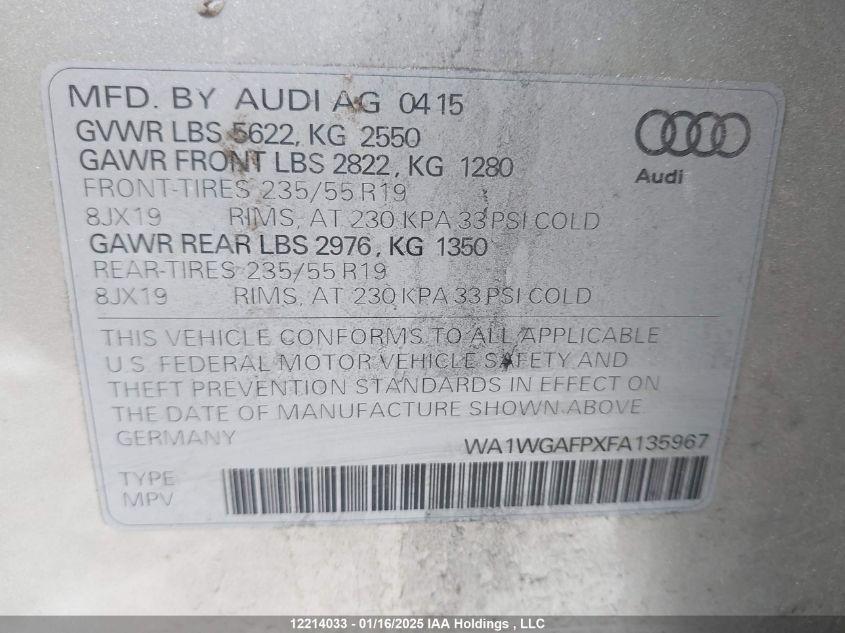 MFD. BY AUDI AG 04 15
GVWR LBS 5622, KG 2550
GAWR FRONT LBS 2822, KG 1280
FRONT-TIRES 235/55 R19
8JX19 RIMS, AT 230 KPA 33 PSI COLD
GAWR REAR LBS 2976, KG 1350
REAR-TIRES 235/55 R19
8JX19 RIMS, AT 230 KPA 33 PSI COLD
Audi
THIS VEHICLE CONFORMS TO ALL APPLICABLE
U.S. FEDERAL MOTOR VEHICLE SAFETY AND
THEFT PREVENTION STANDARDS IN EFFECT ON
THE DATE OF MANUFACTURE SHOWN ABOVE.
GERMANY WA1WGAFPXFA135967
TYPE
MPV
12214033 - 01/16/2025 IAA Holdings , LLC